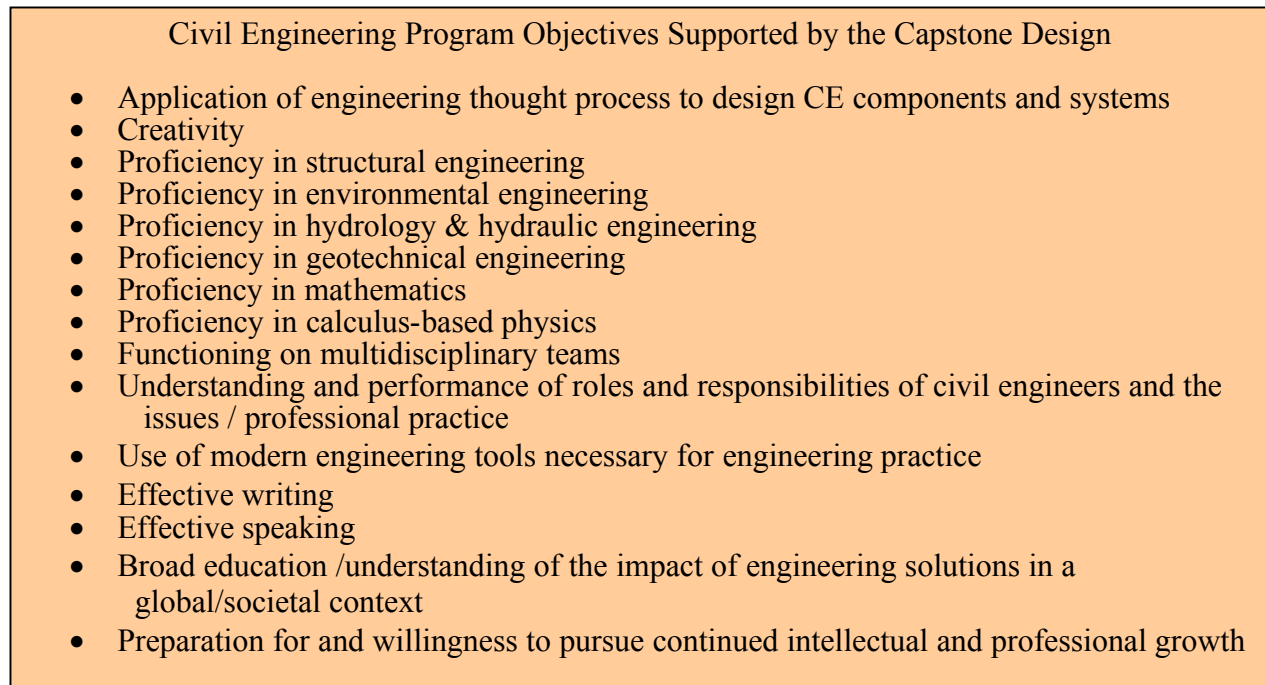 Civil Engineering Program Objectives Supported by the Capstone Design
• Application of engineering thought process to design CE components and systems
• Creativity
• Proficiency in structural engineering
• Proficiency in environmental engineering
• Proficiency in hydrology & hydraulic engineering
• Proficiency in geotechnical engineering
• Proficiency in mathematics
• Proficiency in calculus-based physics
• Functioning on multidisciplinary teams
• Understanding and performance of roles and responsibilities of civil engineers and the
issues / professional practice
• Use of modern engineering tools necessary for engineering practice
• Effective writing
• Effective speaking
• Broad education /understanding of the impact of engineering solutions in a
global/societal context
• Preparation for and willingness to pursue continued intellectual and professional growth